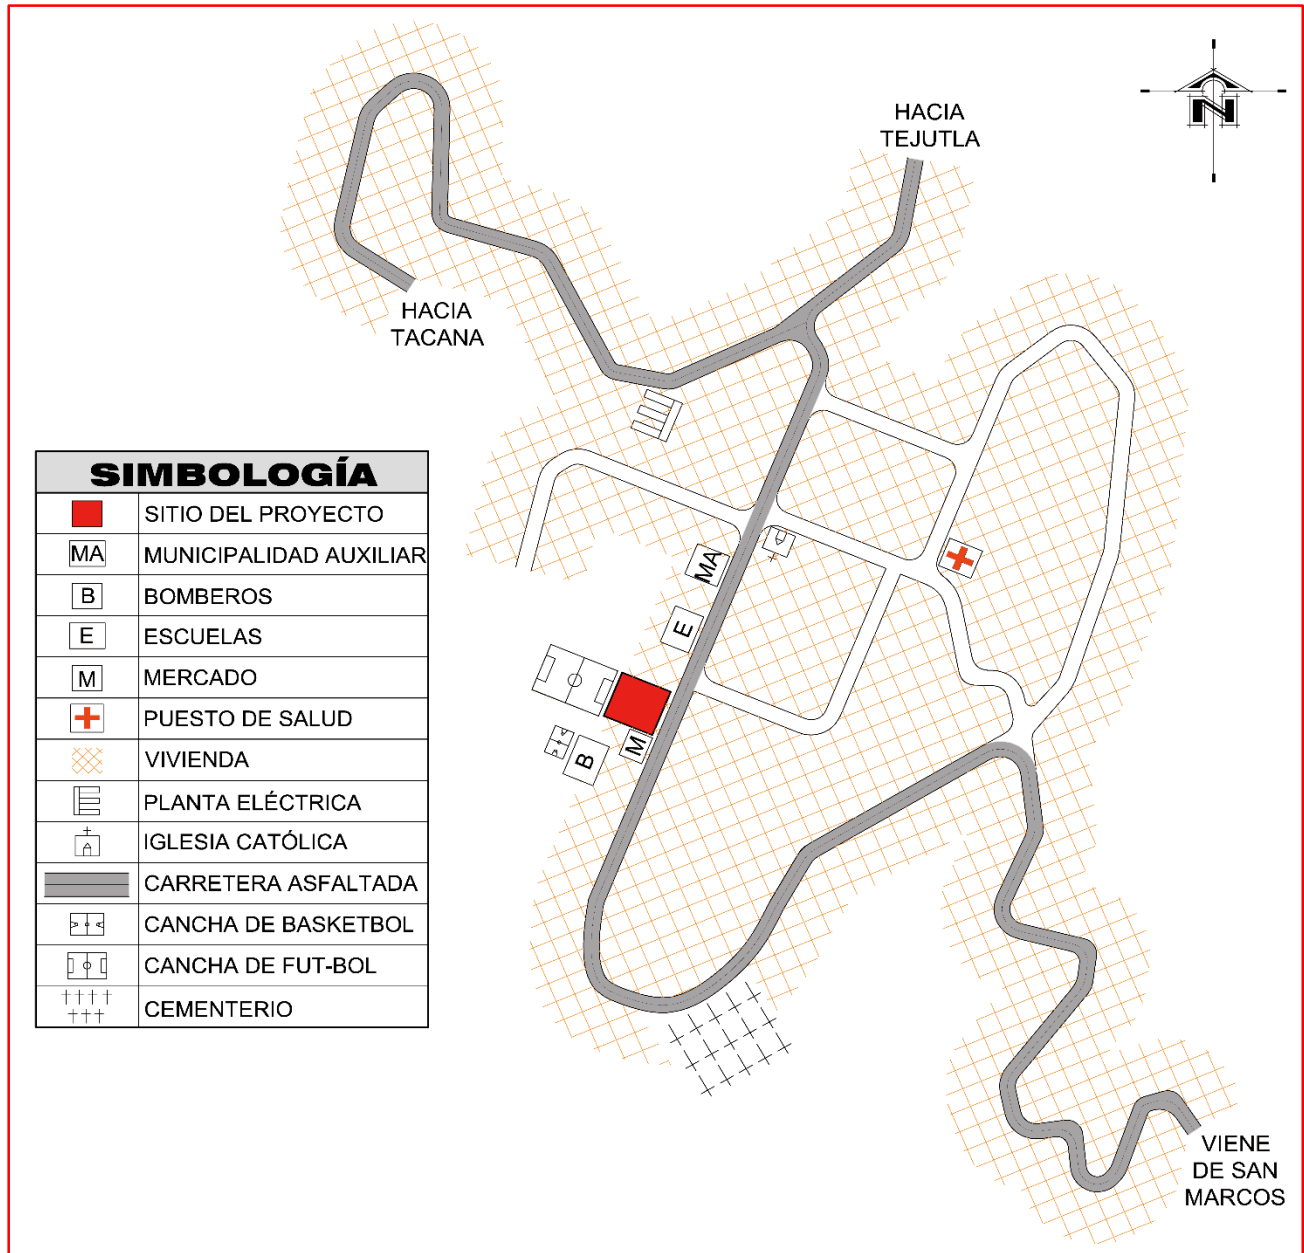 HACIA
TEJUTLA
N
HACIA
TACANA
SIMBOLOGÍA
SITIO DEL PROYECTO
MA MUNICIPALIDAD AUXILIAR
B BOMBEROS
E ESCUELAS
M MERCADO
PUESTO DE SALUD
VIVIENDA
PLANTA ELÉCTRICA
IGLESIA CATÓLICA
CARRETERA ASFALTADA
CANCHA DE BASKETBOL
CANCHA DE FUT-BOL
CEMENTERIO
MA
E
M
B
VIENE
DE SAN
MARCOS